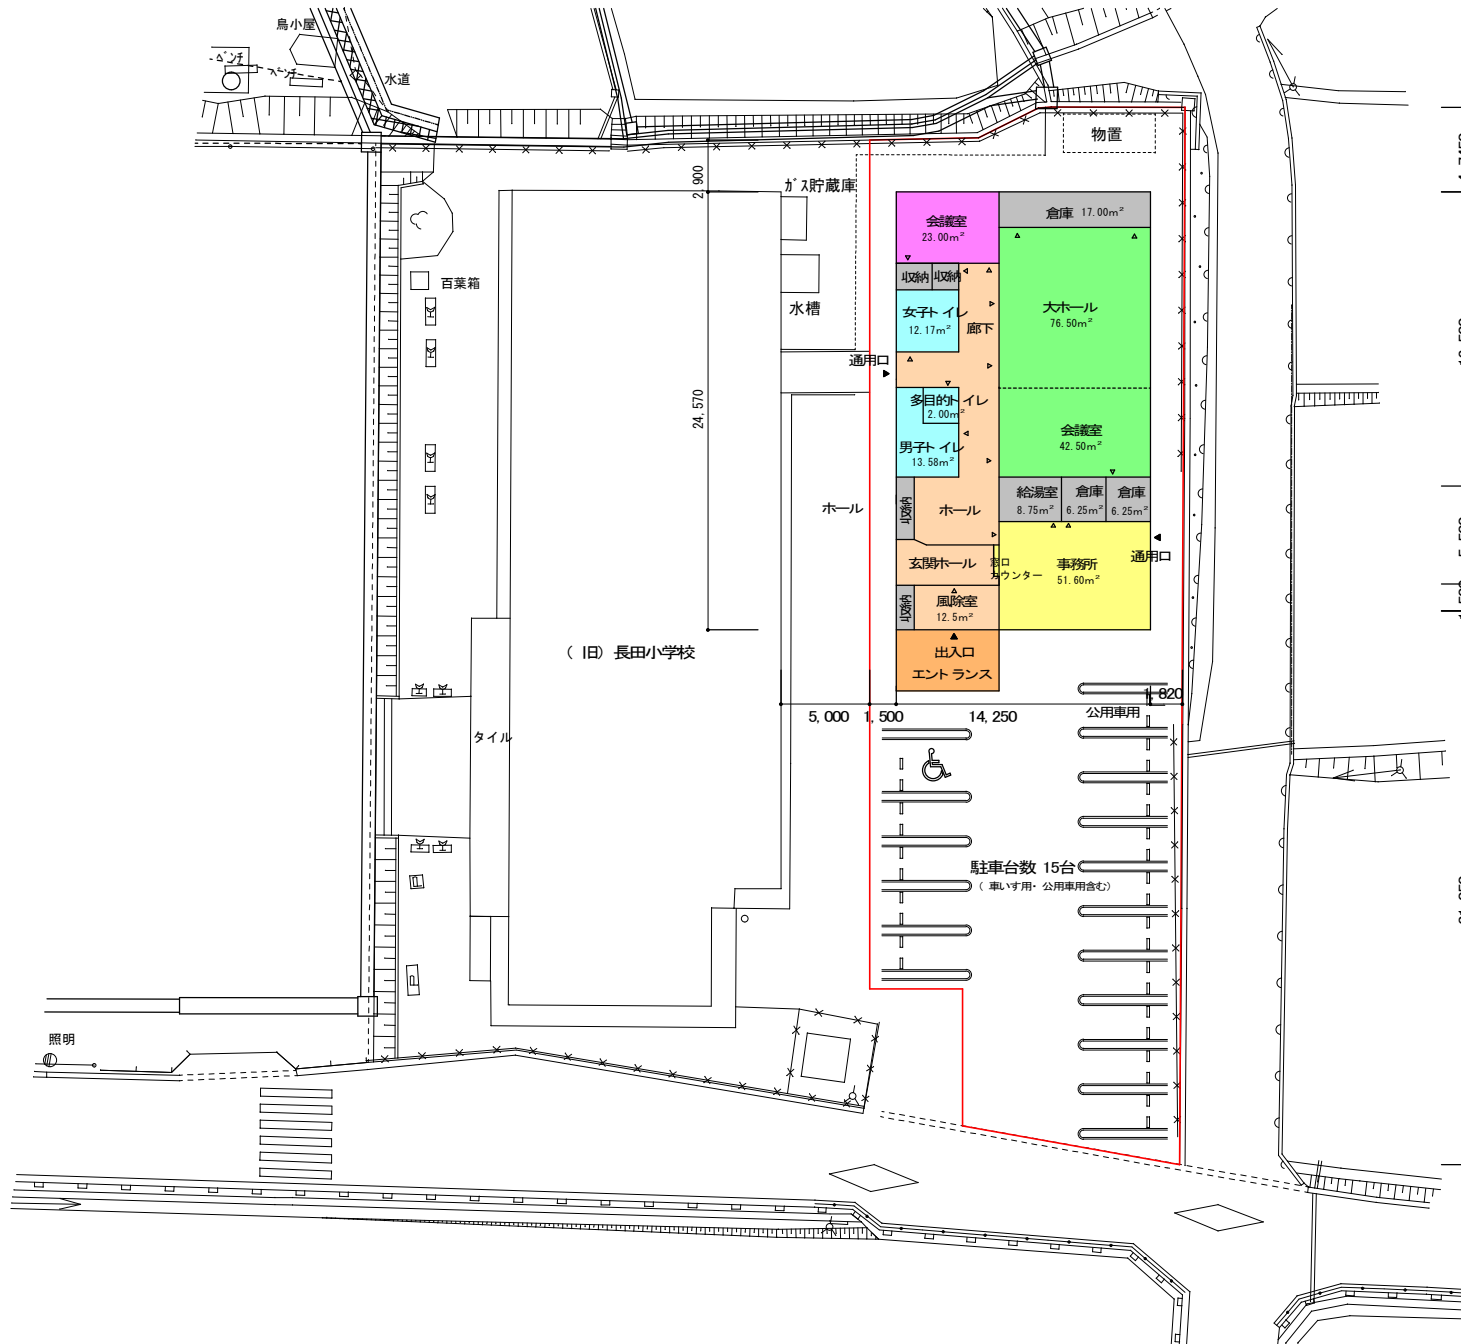 鳥小屋
ベンチ
ベンチ
水道
物置
2,900
ガス貯蔵庫
会議室
23.00m²
倉庫 17.00m²
百葉箱
収納
収納
水槽
女子トイレ
12.17m²
廊下
大ホール
76.50m²
通用口
24,570
多目的トイレ
2.00m²
男子トイレ
13.58m²
会議室
42.50m²
収納
ホール
ホール
給湯室
8.75m²
倉庫
6.25m²
倉庫
6.25m²
玄関ホール
窓口
カウンター
事務所
51.60m²
通用口
収納
風除室
12.5m²
(旧)長田小学校
出入口
エントランス
1,820
5,000
1,500
14,250
公用車用
タイル
駐車台数 15台
(車いす用・公用車用含む)
照明